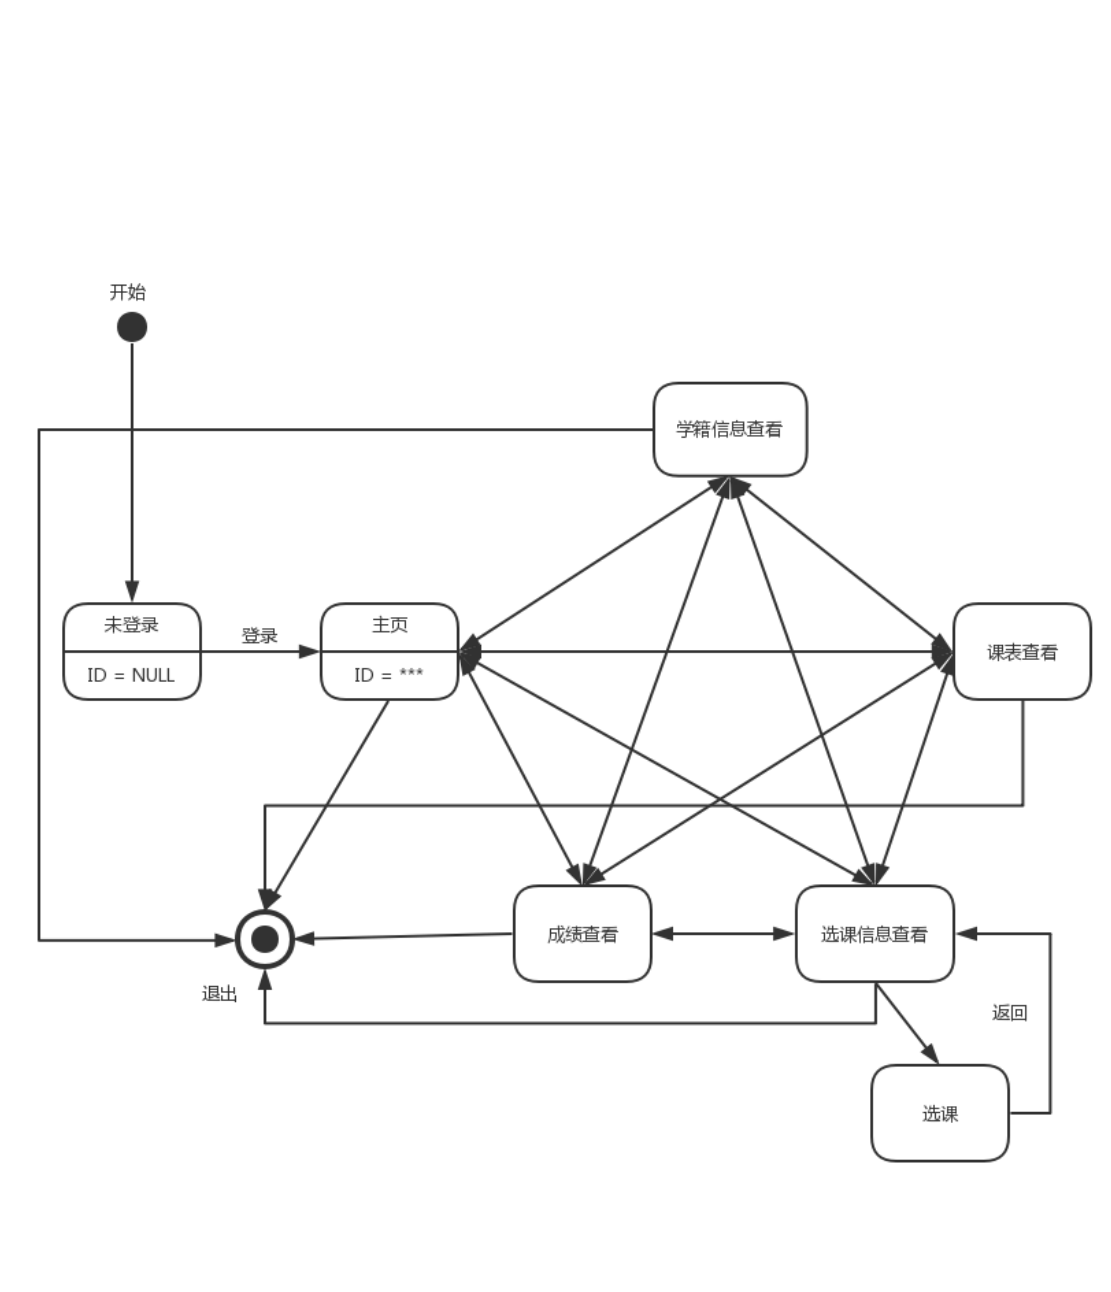 开始
学籍信息查看
未登录
ID = NULL
登录
主页
ID = ***
课表查看
成绩查看
选课信息查看
退出
返回
选课